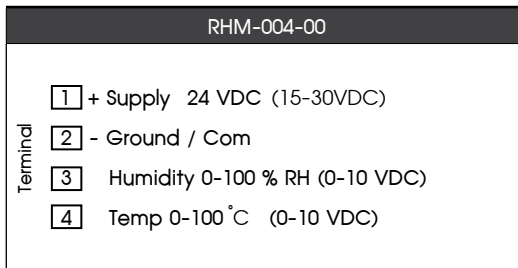 RHM-004-00
Terminal
1 + Supply 24 VDC (15-30VDC)
2 - Ground / Com
3 Humidity 0-100 % RH (0-10 VDC)
4 Temp 0-100 °C (0-10 VDC)